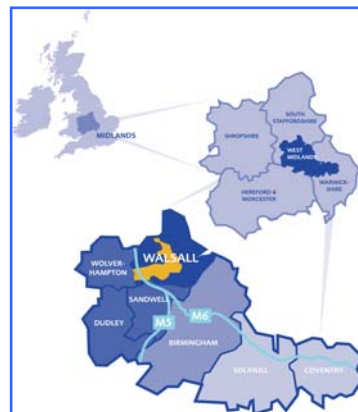 MIDLANDS
SOUTH
STAFFORDSHIRE
SHROPSHIRE
WEST
MIDLANDS
WARWICK-
SHIRE
HEREFORD &
WORCESTER
WALSALL
WOLVER-
HAMPTON
SANDWELL
M5
M6
DUDLEY
BIRMINGHAM
SOLIHULL
COVENTRY